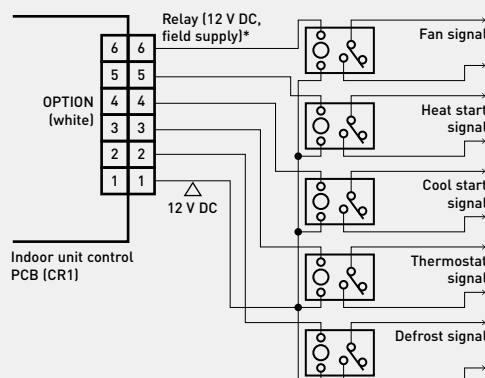 Relay (12 V DC,
field supply)*
Fan signal
6 6
5 5
OPTION
(white)
4 4
3 3
2 2
1 1
12 V DC
Heat start
signal
Cool start
signal
Indoor unit control
PCB (CR1)
Thermostat
signal
Defrost signal